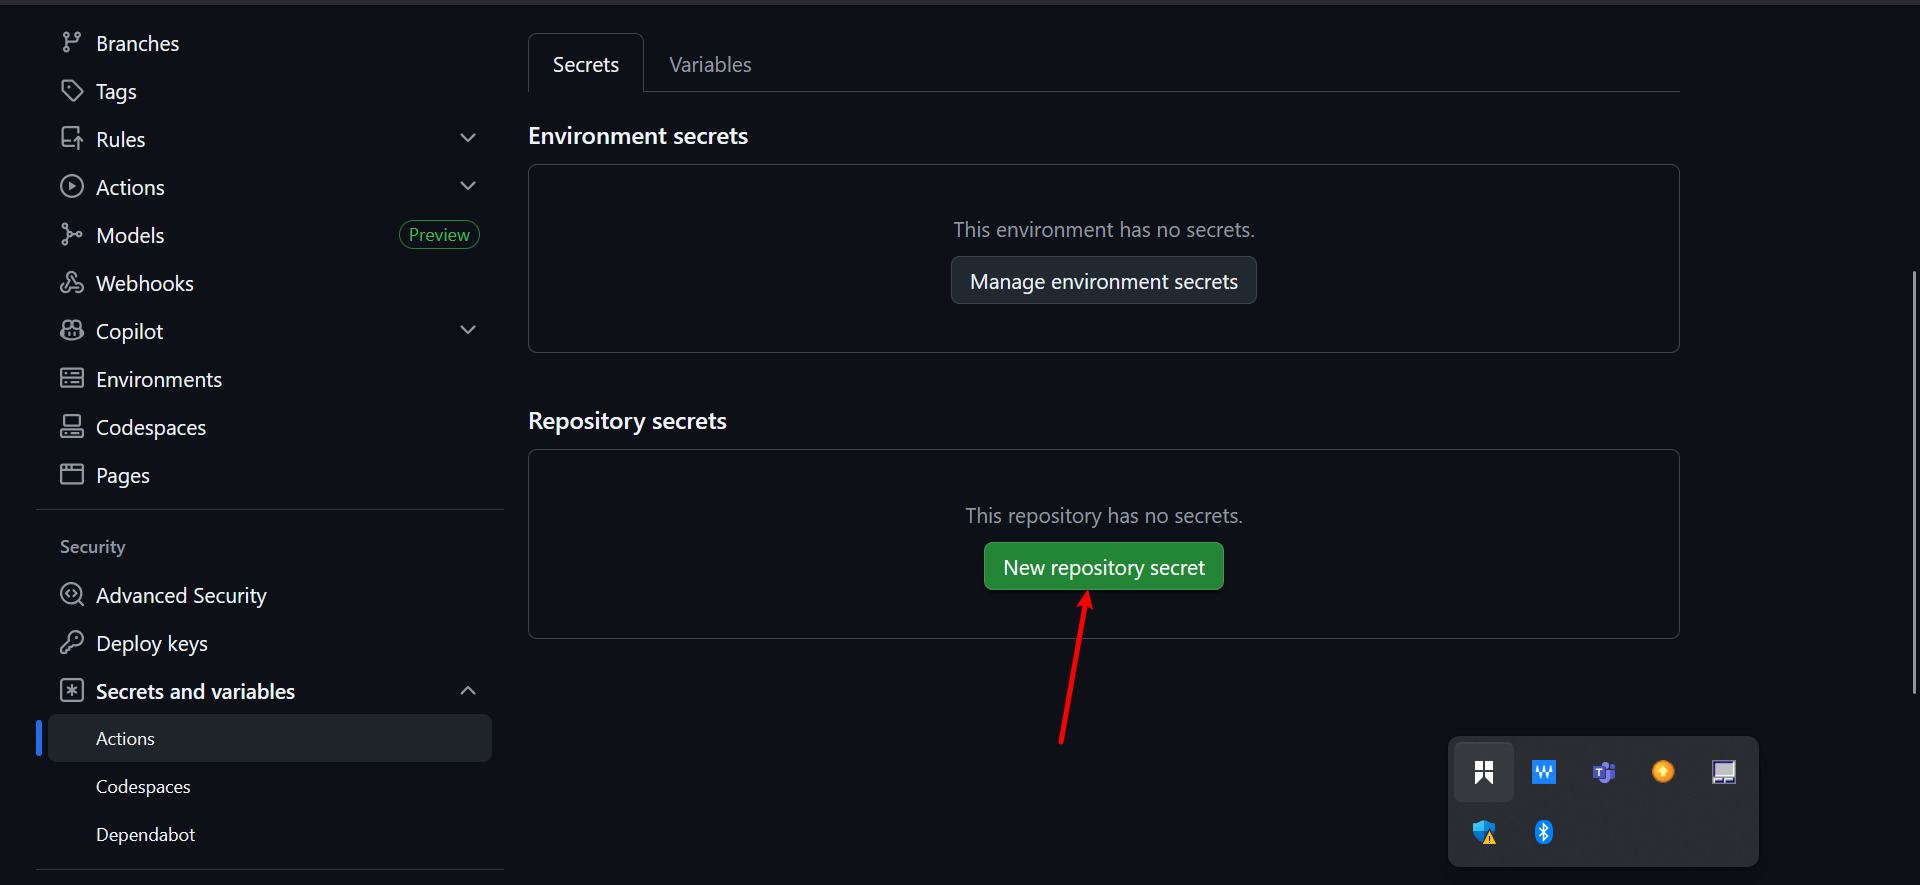 Branches
Tags
Rules
Actions
Models
Preview
Webhooks
Copilot
Environments
Codespaces
Pages
Security
Advanced Security
Deploy keys
Secrets and variables
Actions
Codespaces
Dependabot
Secrets
Variables
Environment secrets
This environment has no secrets.
Manage environment secrets
Repository secrets
This repository has no secrets.
New repository secret